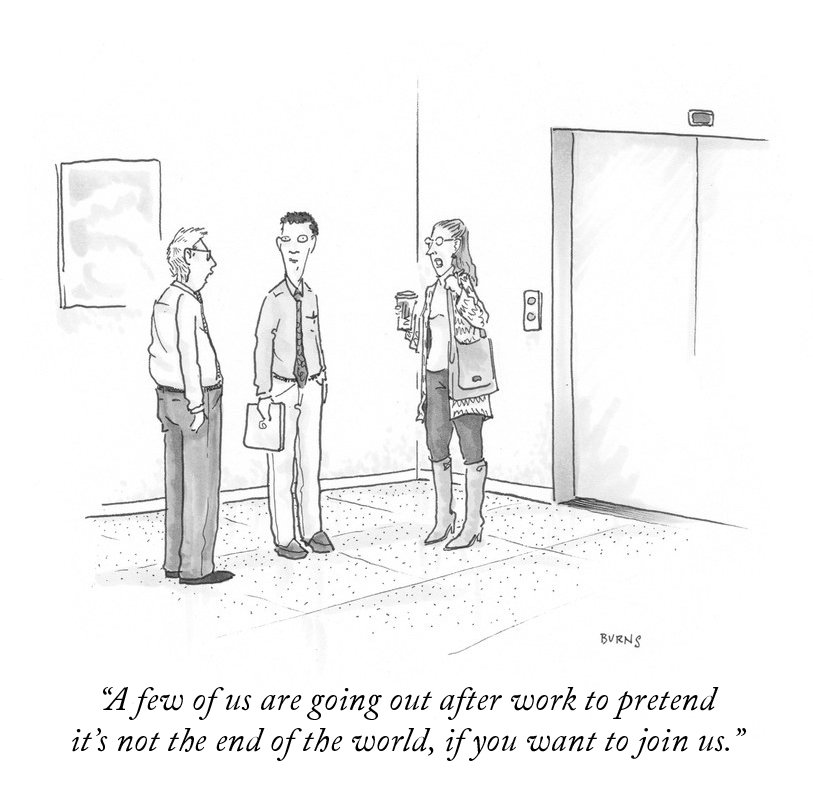 BURNS
“A few of us are going out after work to pretend
it’s not the end of the world, if you want to join us.”